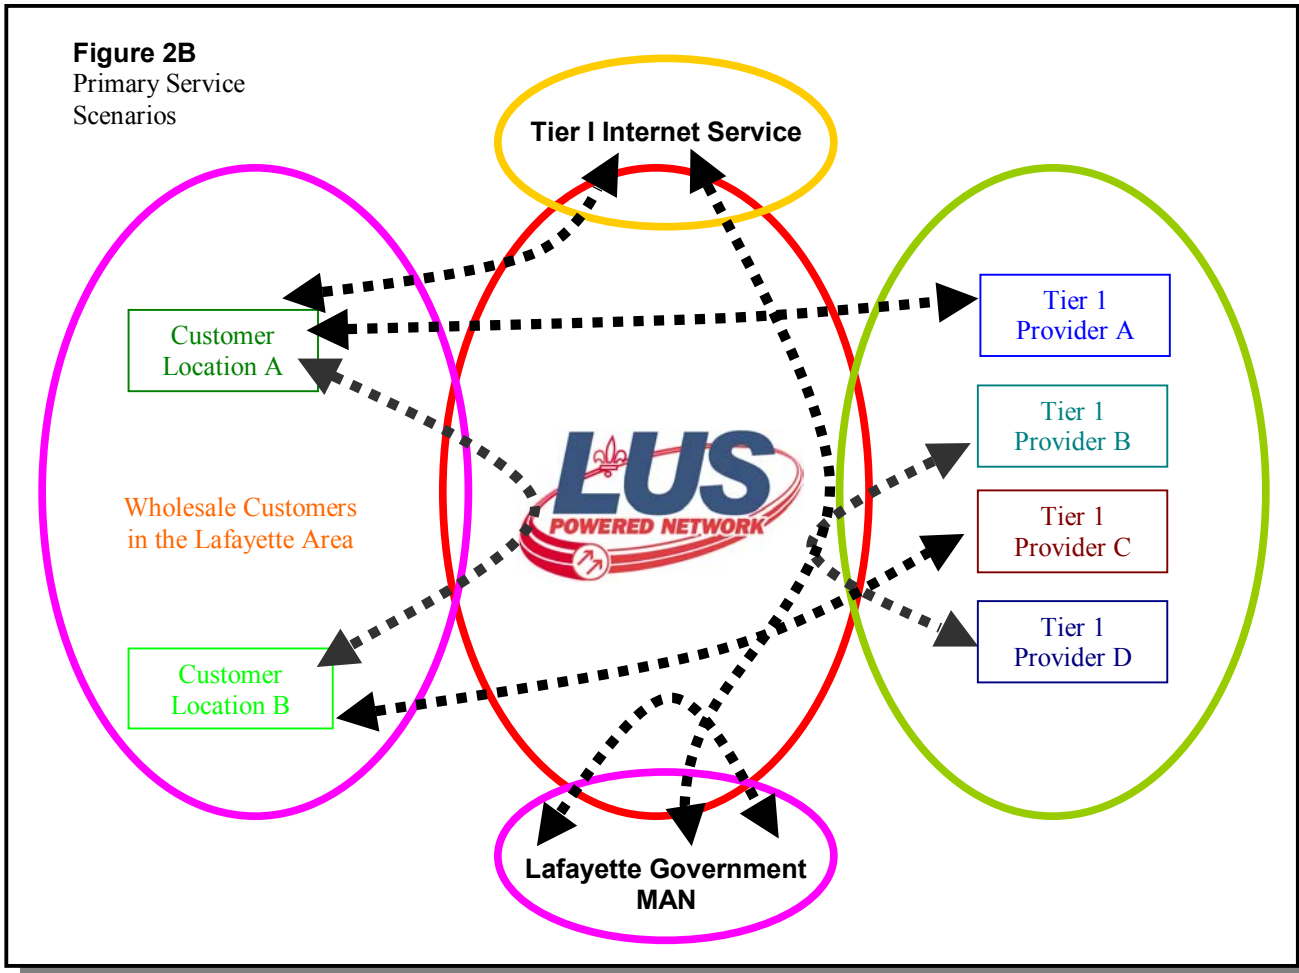 Figure 2B
Primary Service
Scenarios
Tier I Internet Service
Customer
Location A
Tier 1
Provider A
Tier 1
Provider B
LUS
POWERED NETWORK
Wholesale Customers
in the Lafayette Area
Tier 1
Provider C
Tier 1
Provider D
Customer
Location B
Lafayette Government
MAN